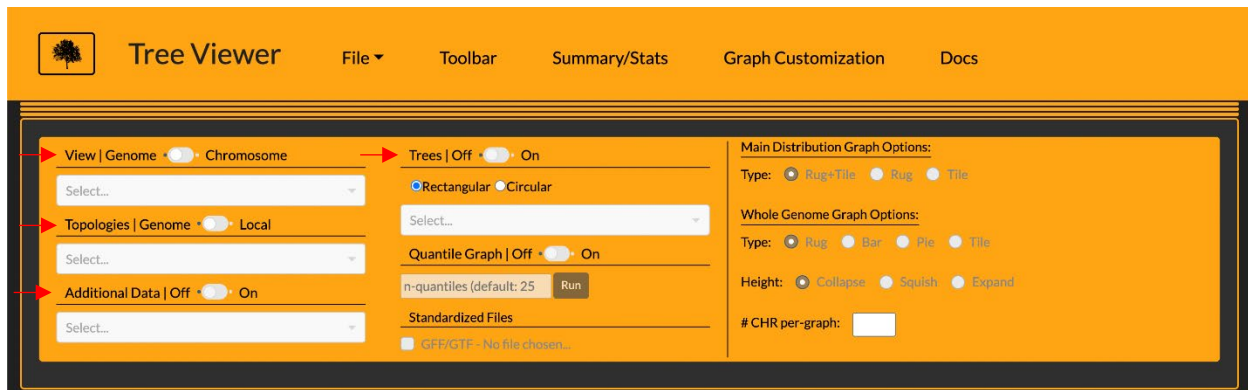 Tree Viewer
File
Toolbar
Summary/Stats
Graph Customization
Docs
View | Genome Chromosome
Select...
Topologies | Genome Local
Select...
Additional Data | Off On
Select...
Trees | Off On
Rectangular Circular
Select...
Quantile Graph | Off On
n-quantiles (default: 25 Run
Standardized Files
GFF/GTF - No file chosen...
Main Distribution Graph Options:
Type: Rug+Tile Rug Tile
Whole Genome Graph Options:
Type: Rug Bar Pie Tile
Height: Collapse Squish Expand
# CHR per-graph: